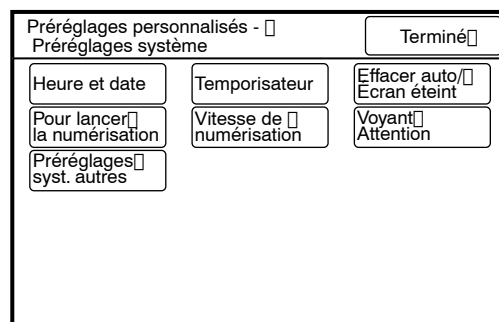 Préréglages personnalisés -
Préréglages système
Terminé
Heure et date
Temporisateur
Effacer auto/
Ecran éteint
Pour lancer
la numérisation
Vitesse de
numérisation
Voyant
Attention
Préréglages
syst. autres